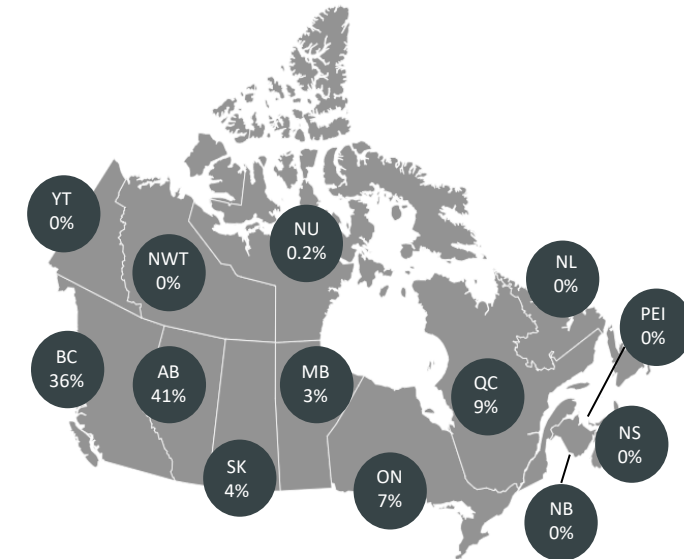 YT
0%
NWT
0%
NU
0.2%
NL
0%
PEI
0%
BC
36%
AB
41%
MB
3%
QC
9%
NS
0%
SK
4%
ON
7%
NB
0%